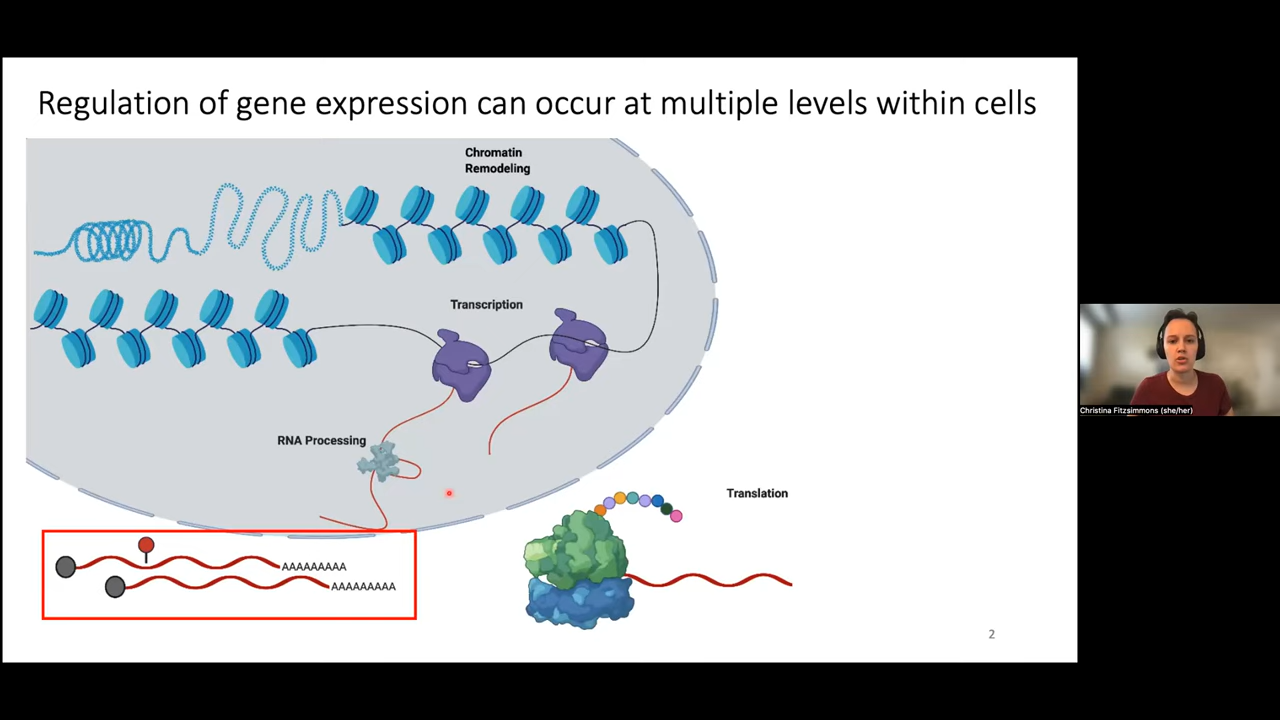 Regulation of gene expression can occur at multiple levels within cells
Chromatin
Remodeling
Transcription
RNA Processing
Translation
AAAAAAAAA
AAAAAAAAA
2
Christina Fitzsimmons (she/her)